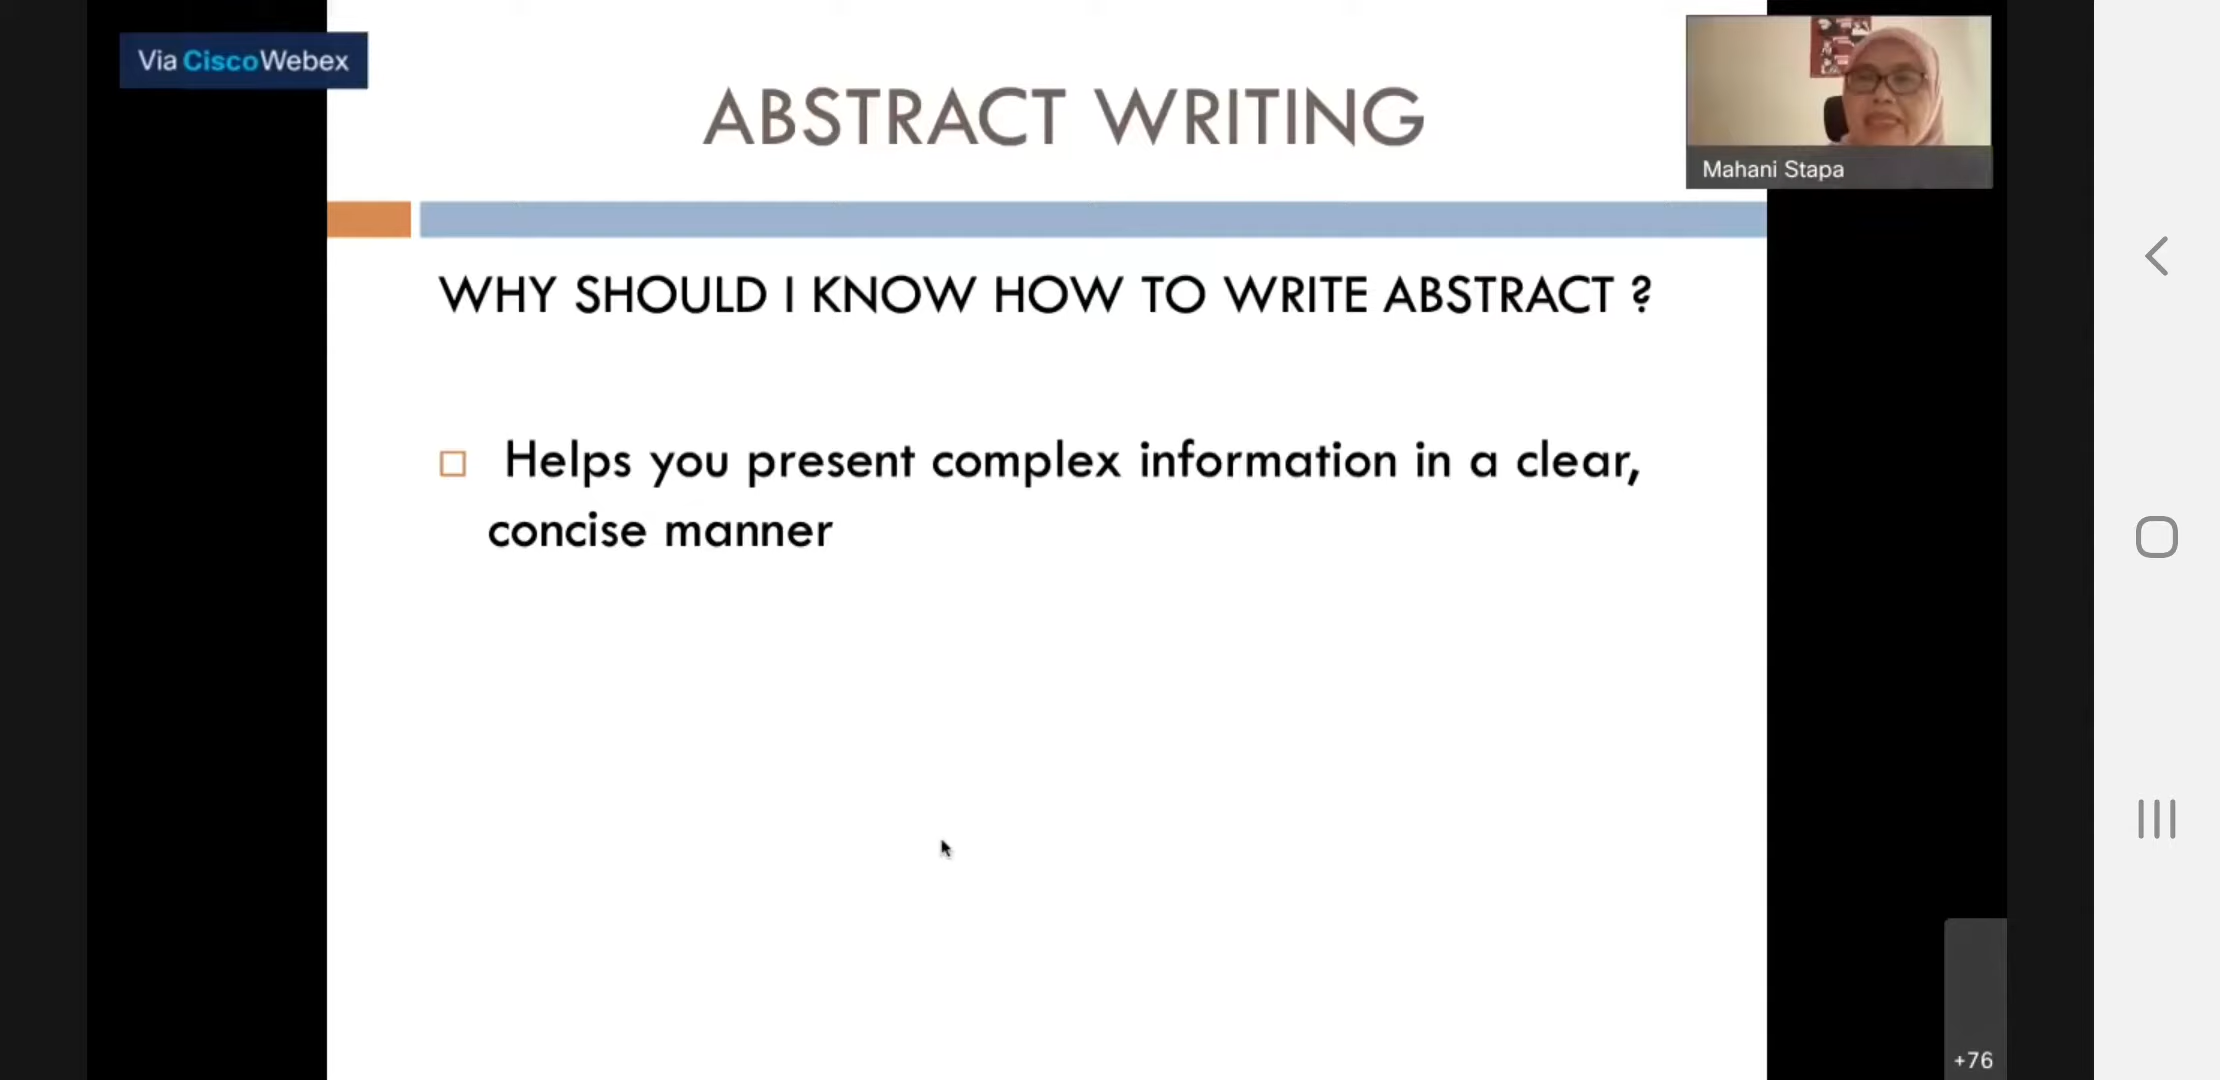 Via CiscoWebex
ABSTRACT WRITING
Mahani Stapa
WHY SHOULD I KNOW HOW TO WRITE ABSTRACT ?
Helps you present complex information in a clear,
concise manner
+76